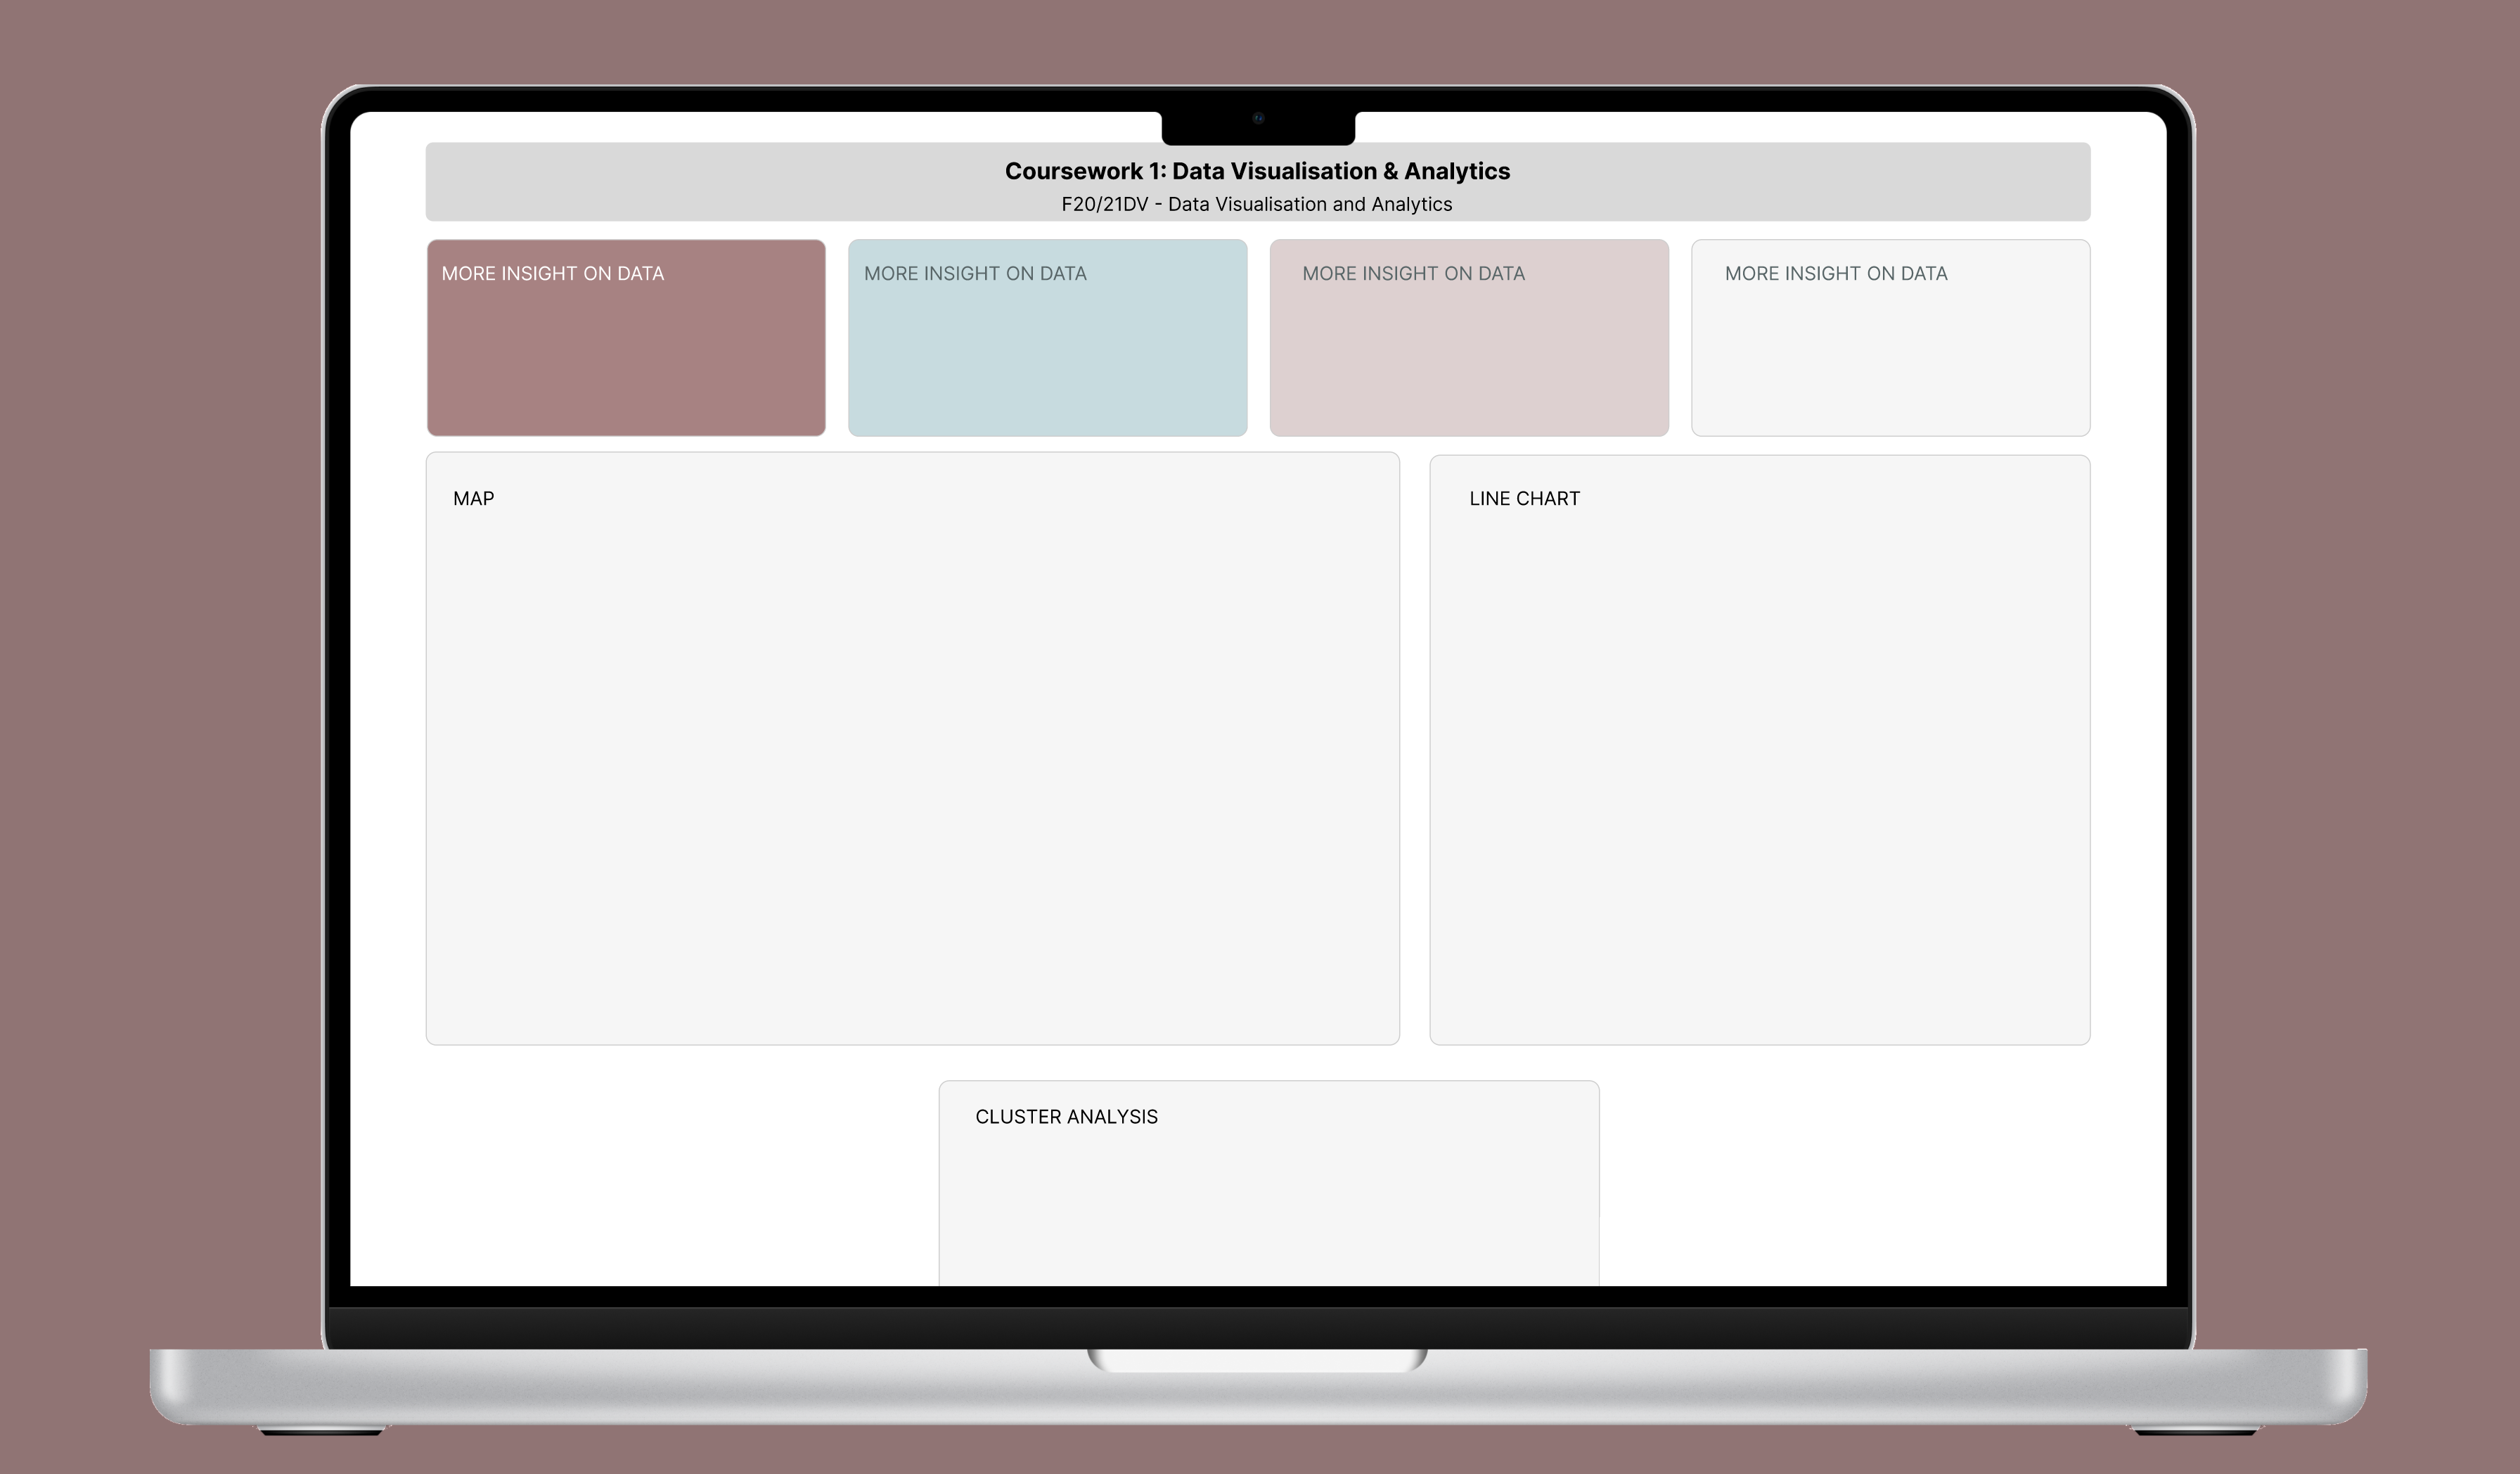 Coursework 1: Data Visualisation & Analytics
F20/21DV - Data Visualisation and Analytics
MORE INSIGHT ON DATA
MORE INSIGHT ON DATA
MORE INSIGHT ON DATA
MORE INSIGHT ON DATA
MAP
LINE CHART
CLUSTER ANALYSIS